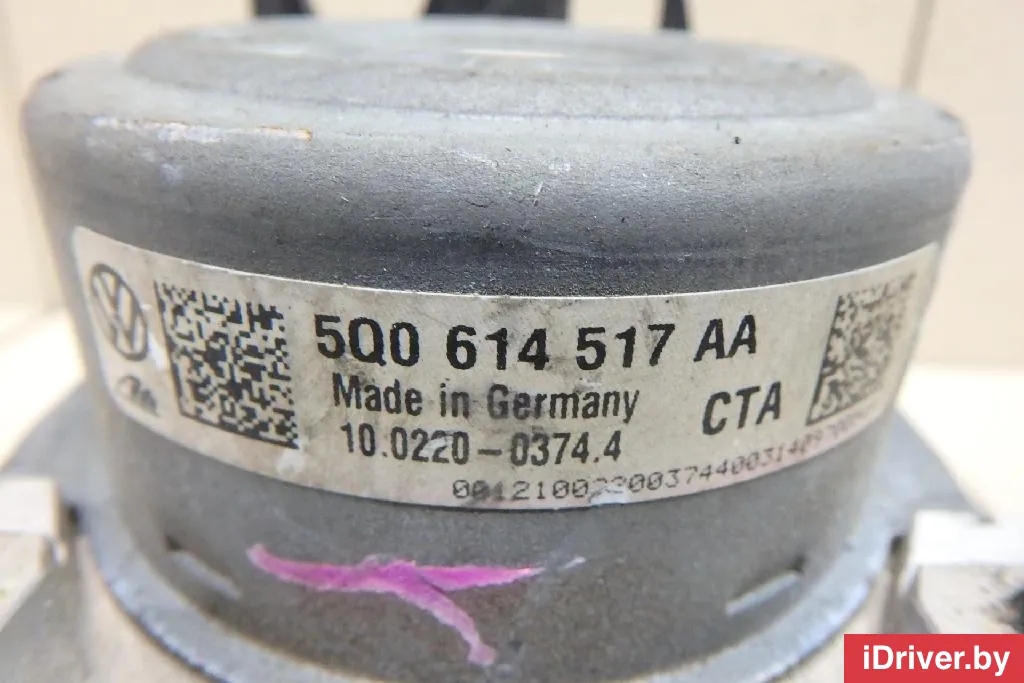 5Q0 614 517 AA
Made in Germany
CTA
10.0220-0374.4
iDriver.by